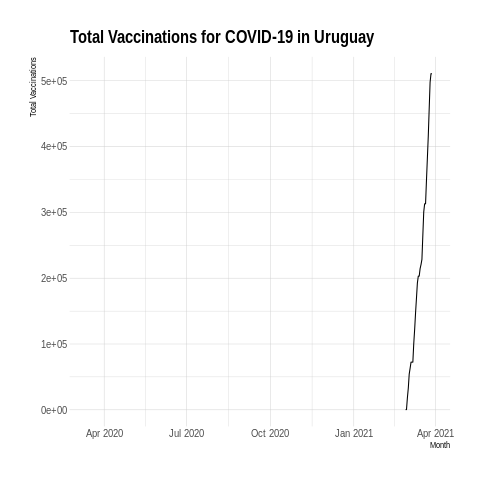 Total Vaccinations for COVID-19 in Uruguay
Total Vaccinations
5e+05
4e+05
3e+05
2e+05
1e+05
0e+00
Apr 2020 Jul 2020 Oct 2020 Jan 2021 Apr 2021
Month